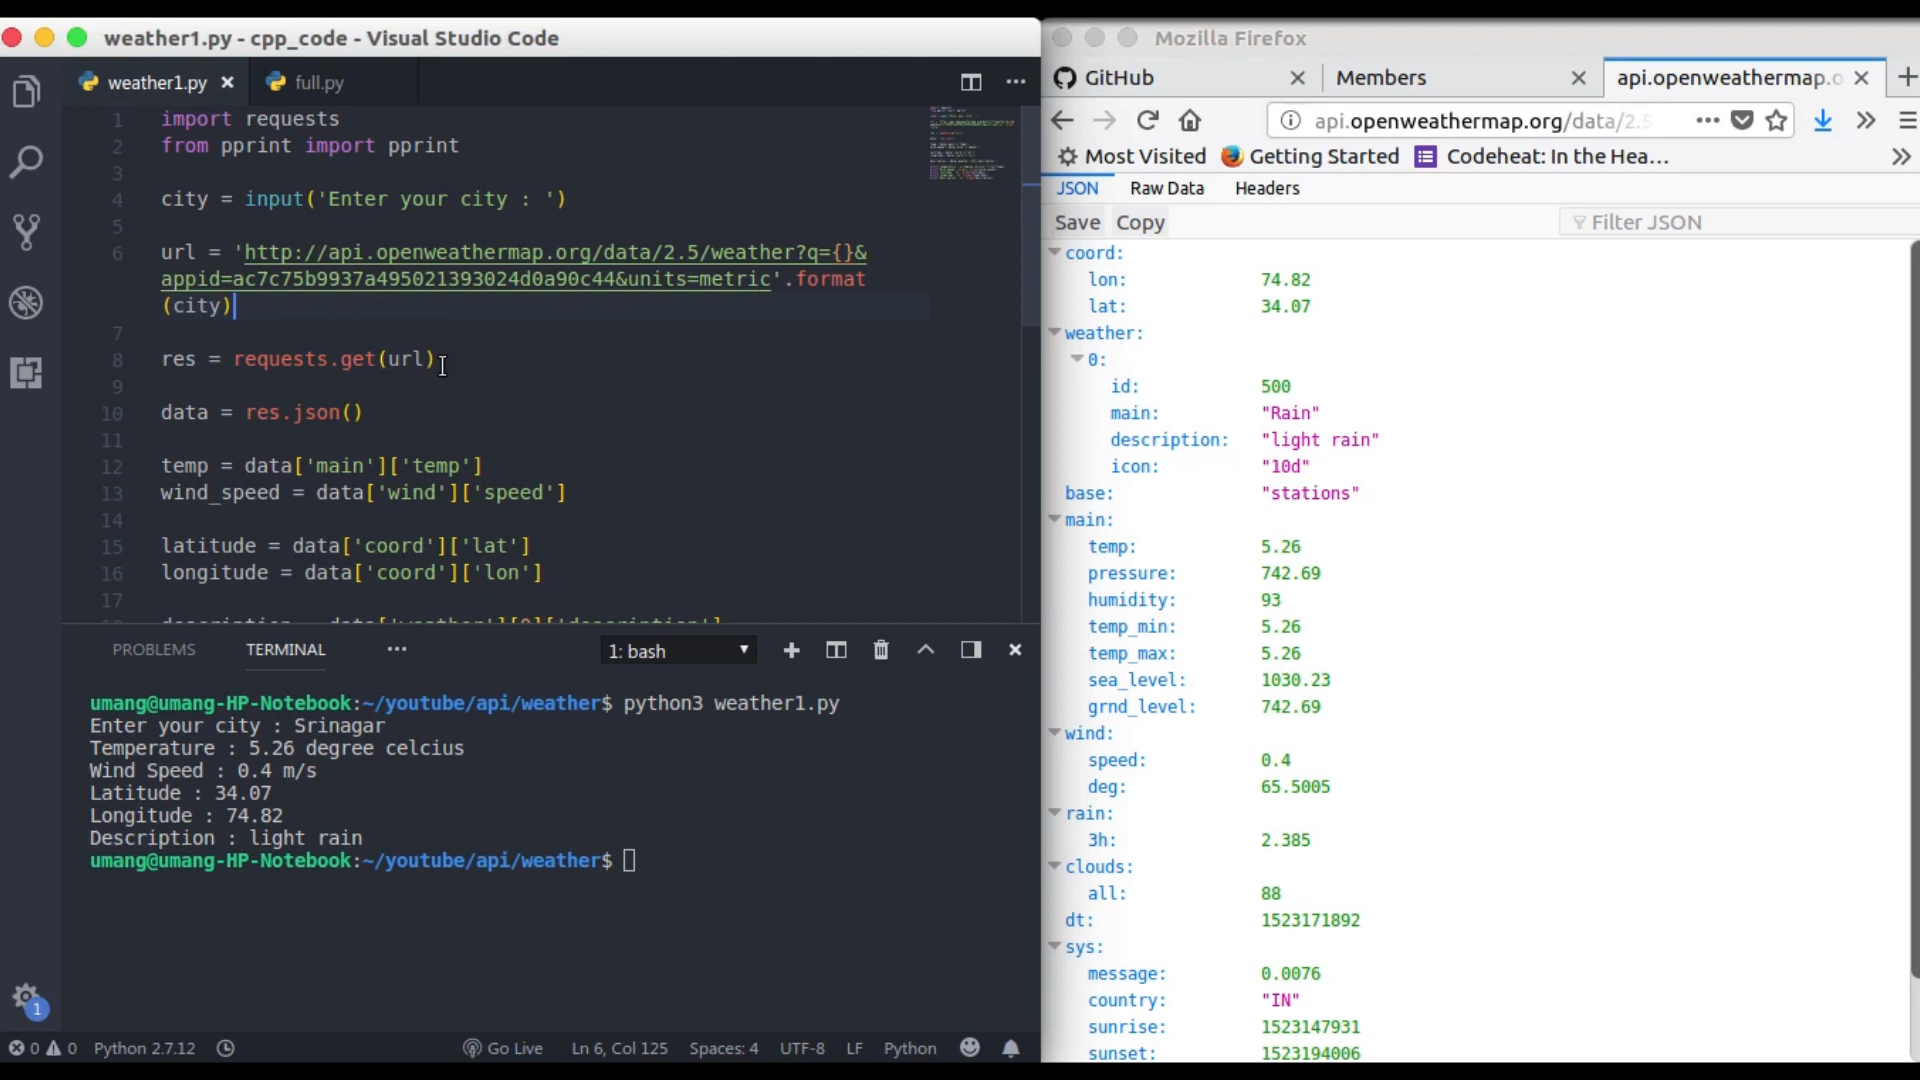 weather1.py - cpp_code - Visual Studio Code
weather1.py
full.py
1 import requests
2 from pprint import pprint
3
4 city = input('Enter your city : ')
5
6 url = 'http://api.openweathermap.org/data/2.5/weather?q={}&
appid=ac7c75b9937a495021393024d0a90c44&units=metric'.format
(city)
7
8 res = requests.get(url)
9
10 data = res.json()
11
12 temp = data['main']['temp']
13 wind_speed = data['wind']['speed']
14
15 latitude = data['coord']['lat']
16 longitude = data['coord']['lon']
17
description = data['weather'][0]['description']
PROBLEMS TERMINAL ··· 1: bash
umang@umang-HP-Notebook:~/youtube/api/weather$ python3 weather1.py
Enter your city : Srinagar
Temperature : 5.26 degree celcius
Wind Speed : 0.4 m/s
Latitude : 34.07
Longitude : 74.82
Description : light rain
umang@umang-HP-Notebook:~/youtube/api/weather$
1
0 0 Python 2.7.12 Go Live Ln 6, Col 125 Spaces: 4 UTF-8 LF Python
Mozilla Firefox
GitHub Members api.openweathermap.o
api.openweathermap.org/data/2.5
Most Visited Getting Started Codeheat: In the Hea...
JSON Raw Data Headers
Save Copy Filter JSON
coord:
lon: 74.82
lat: 34.07
weather:
0:
id: 500
main: "Rain"
description: "light rain"
icon: "10d"
base: "stations"
main:
temp: 5.26
pressure: 742.69
humidity: 93
temp_min: 5.26
temp_max: 5.26
sea_level: 1030.23
grnd_level: 742.69
wind:
speed: 0.4
deg: 65.5005
rain:
3h: 2.385
clouds:
all: 88
dt: 1523171892
sys:
message: 0.0076
country: "IN"
sunrise: 1523147931
sunset: 1523194006